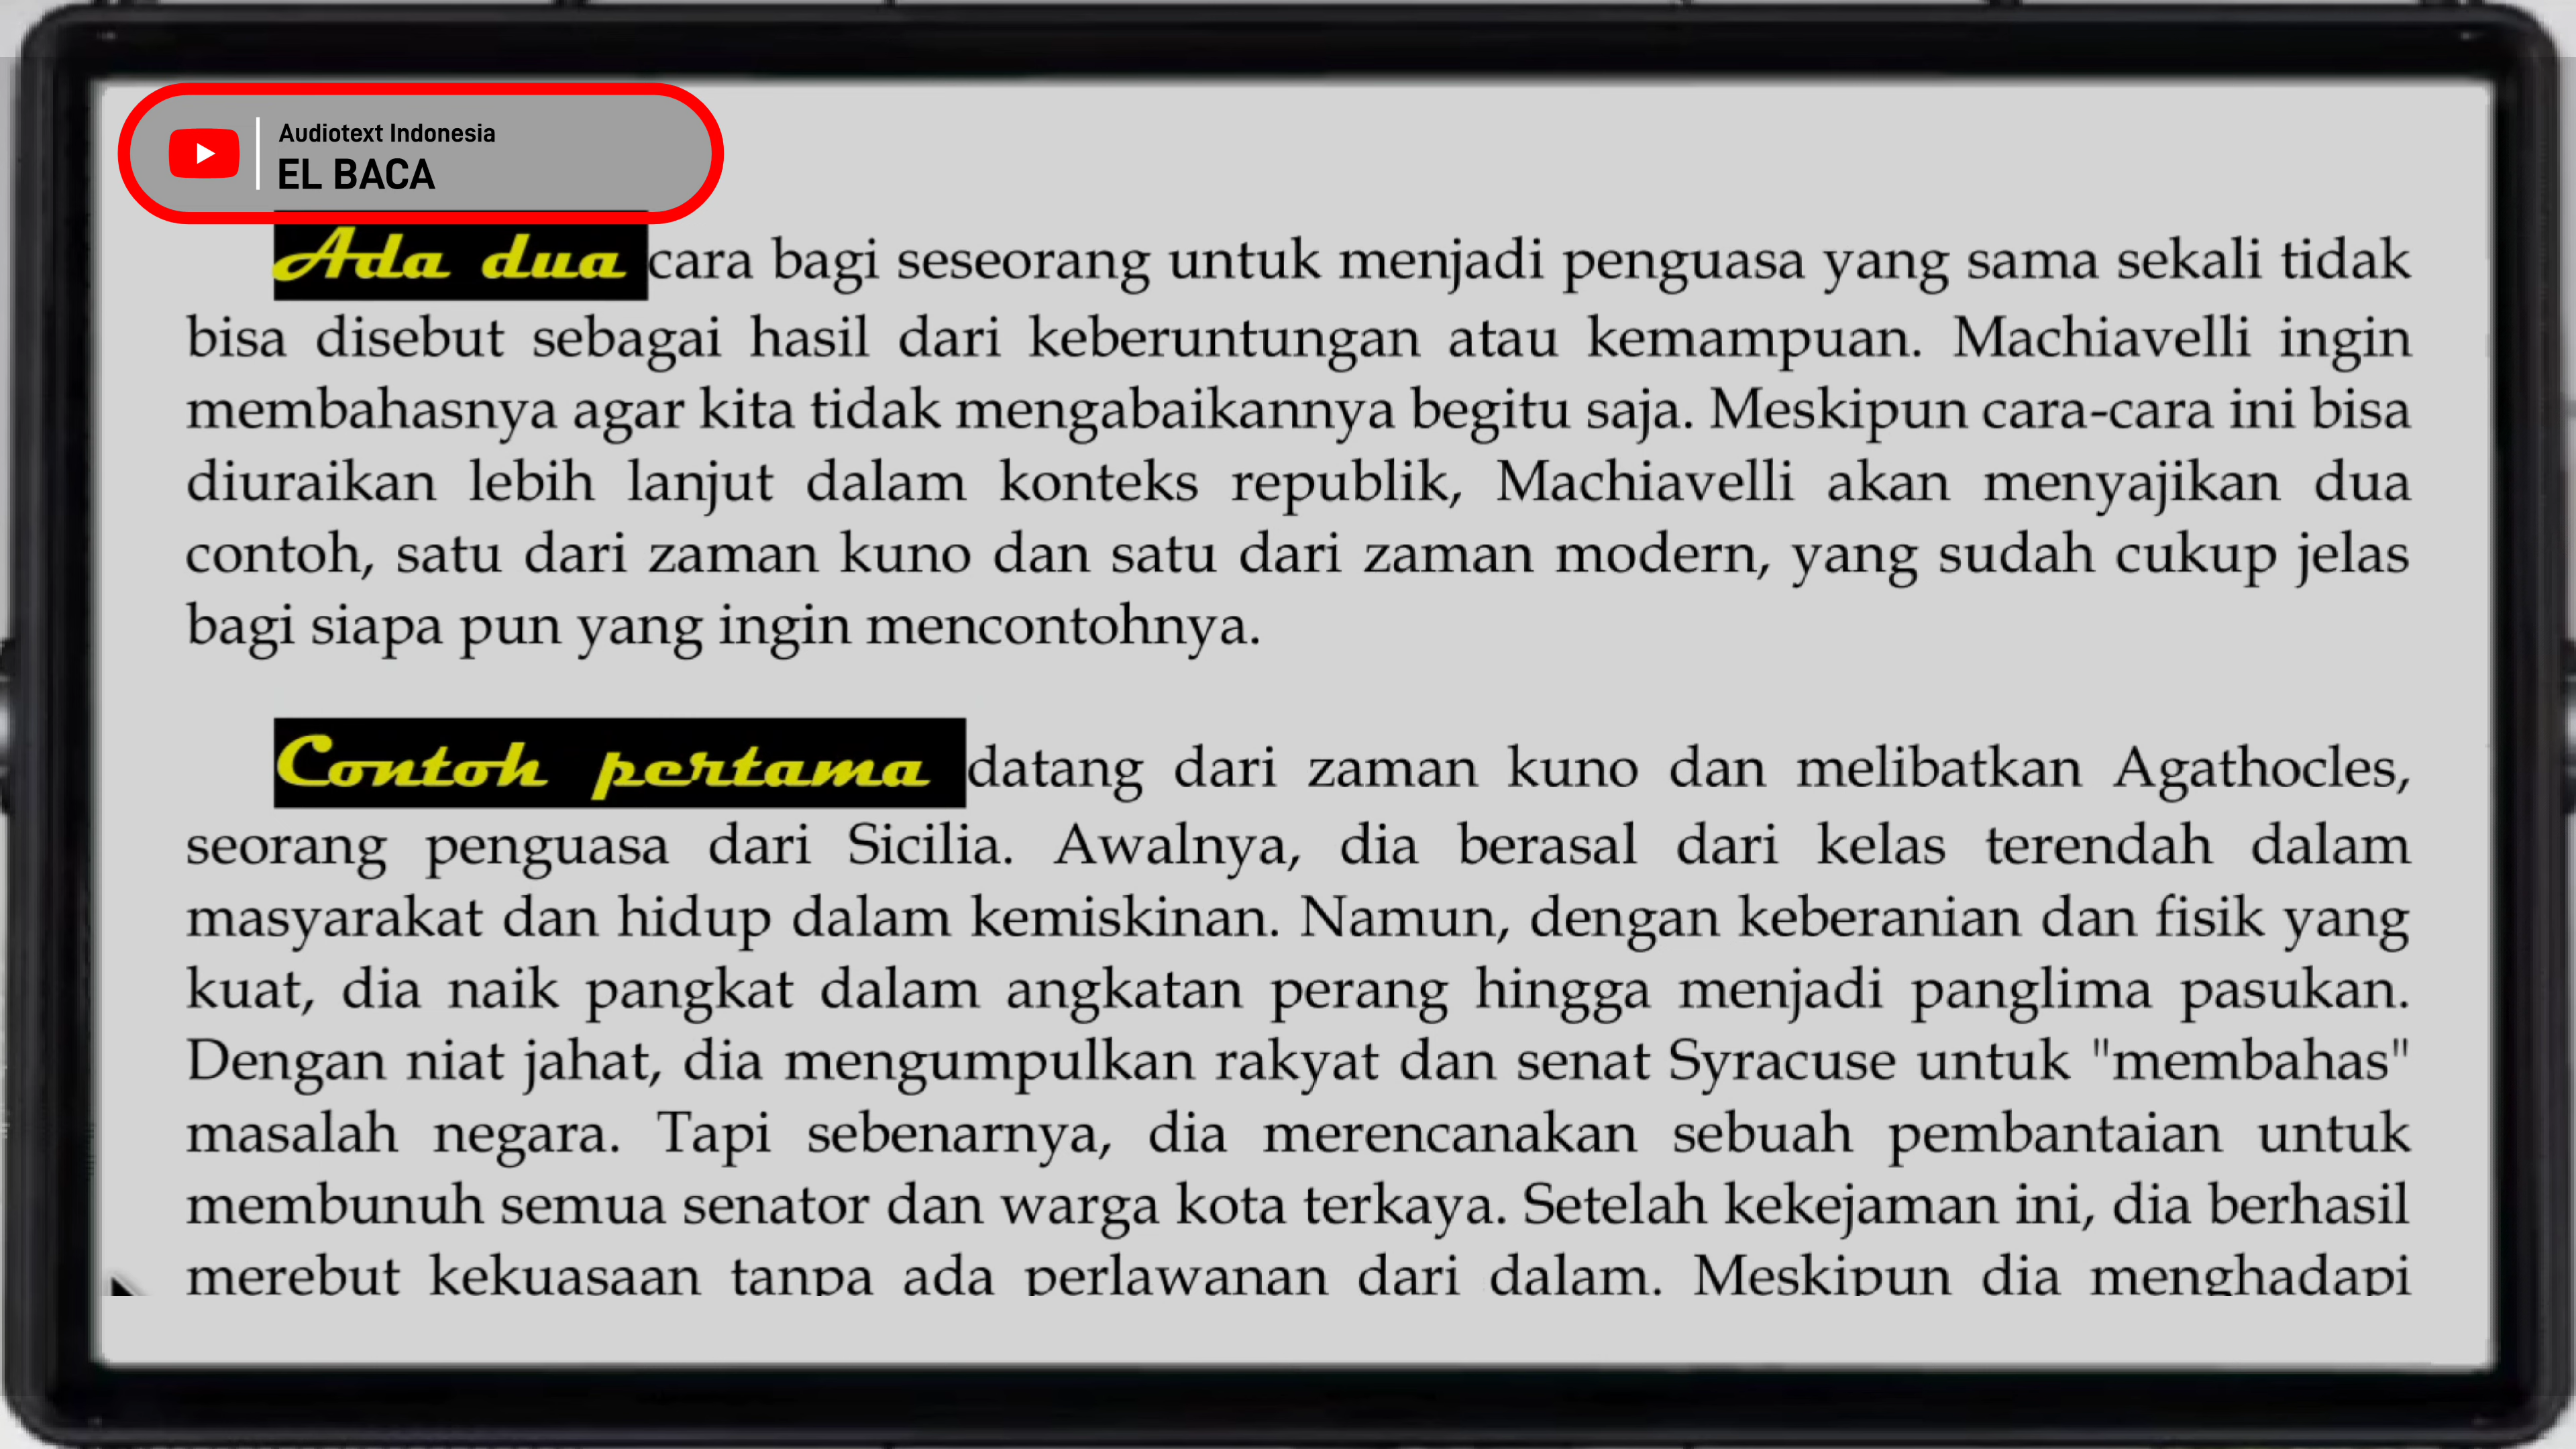 Audiotext Indonesia
EL BACA
Ada dua cara bagi seseorang untuk menjadi penguasa yang sama sekali tidak
bisa disebut sebagai hasil dari keberuntungan atau kemampuan. Machiavelli ingin
membahasnya agar kita tidak mengabaikannya begitu saja. Meskipun cara-cara ini bisa
diuraikan lebih lanjut dalam konteks republik, Machiavelli akan menyajikan dua
contoh, satu dari zaman kuno dan satu dari zaman modern, yang sudah cukup jelas
bagi siapa pun yang ingin mencontohnya.
Contoh pertama datang dari zaman kuno dan melibatkan Agathocles,
seorang penguasa dari Sicilia. Awalnya, dia berasal dari kelas terendah dalam
masyarakat dan hidup dalam kemiskinan. Namun, dengan keberanian dan fisik yang
kuat, dia naik pangkat dalam angkatan perang hingga menjadi panglima pasukan.
Dengan niat jahat, dia mengumpulkan rakyat dan senat Syracuse untuk "membahas"
masalah negara. Tapi sebenarnya, dia merencanakan sebuah pembantaian untuk
membunuh semua senator dan warga kota terkaya. Setelah kekejaman ini, dia berhasil
merebut kekuasaan tanpa ada perlawanan dari dalam. Meskipun dia menghadapi